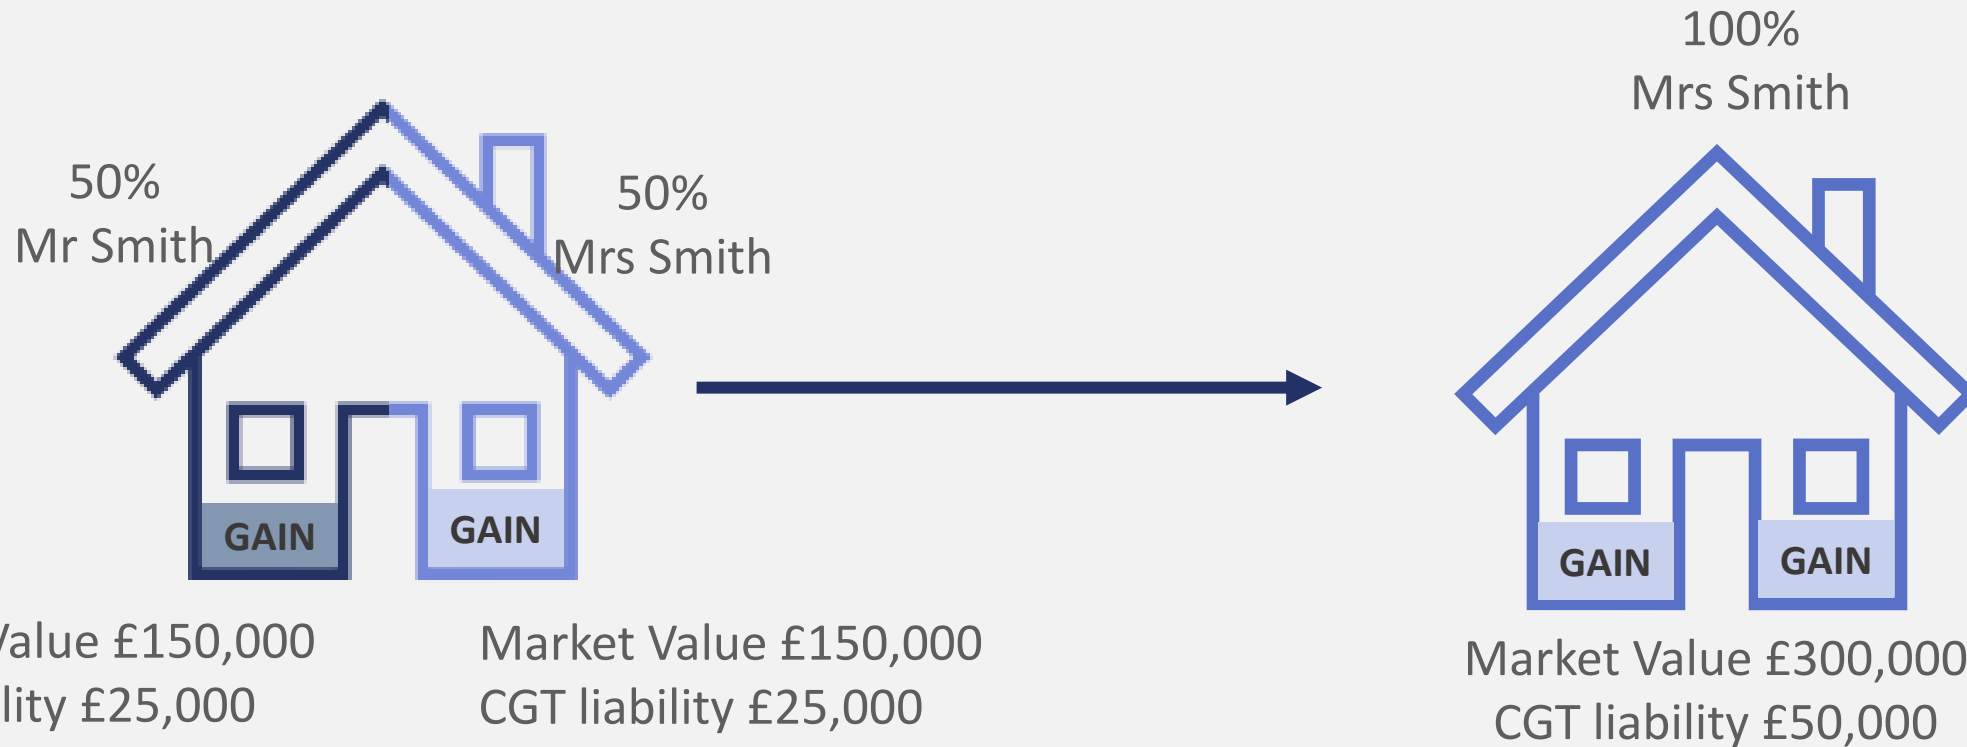 50%
Mr Smith
50%
Mrs Smith
GAIN
GAIN
Value £150,000
lity £25,000
Market Value £150,000
CGT liability £25,000
100%
Mrs Smith
GAIN
GAIN
Market Value £300,000
CGT liability £50,000